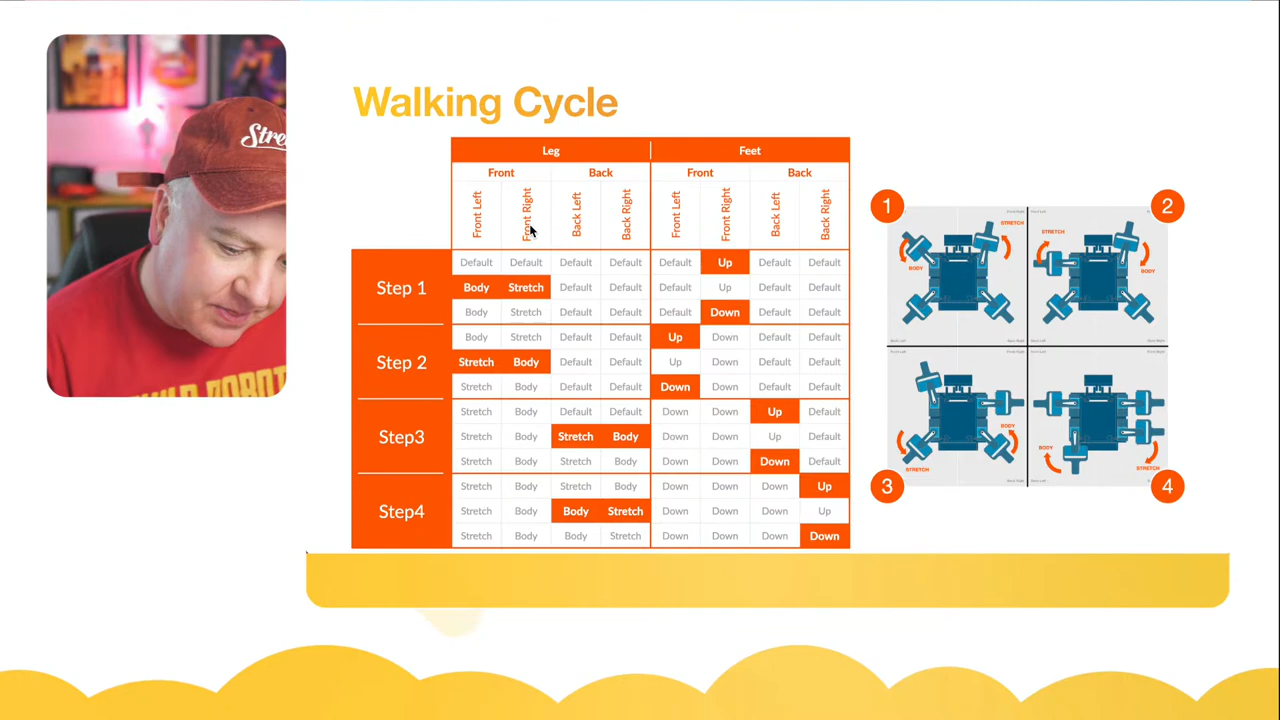 Stre
BUILD ROBOT
Walking Cycle
Leg Feet
Front Back Front Back
Front Left Front Right Back Left Back Right Front Left Front Right Back Left Back Right
Default Default Default Default Default Up Default Default
Step 1 Body Stretch Default Default Default Up Default Default
Body Stretch Default Default Default Down Default Default
Body Stretch Default Default Up Down Default Default
Step 2 Stretch Body Default Default Up Down Default Default
Stretch Body Default Default Down Down Default Default
Stretch Body Default Default Down Down Up Default
Step3 Stretch Body Stretch Body Down Down Up Default
Stretch Body Stretch Body Down Down Down Default
Stretch Body Stretch Body Down Down Down Up
Step4 Stretch Body Body Stretch Down Down Down Up
Stretch Body Body Stretch Down Down Down Down
1
STRETCH
BODY
2
STRETCH
BODY
3
BODY
STRETCH
4
BODY
STRETCH